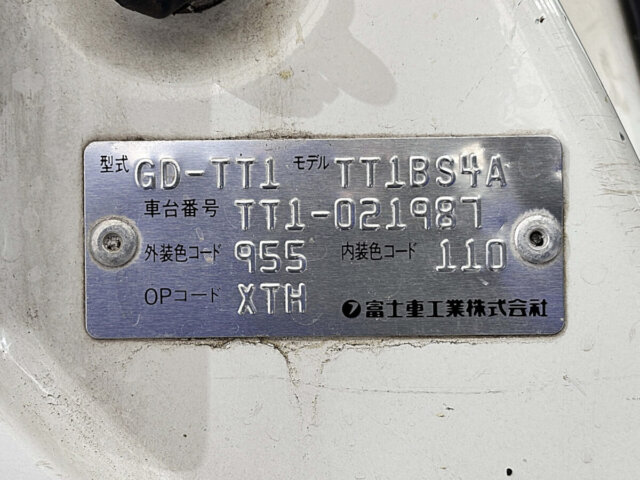 型式 GD-TT1 モデル TT1BS4A
車台番号 TT1-021987
外装色コード 955 内装色コード 110
OPコード XTH フ富士重工業株式会社